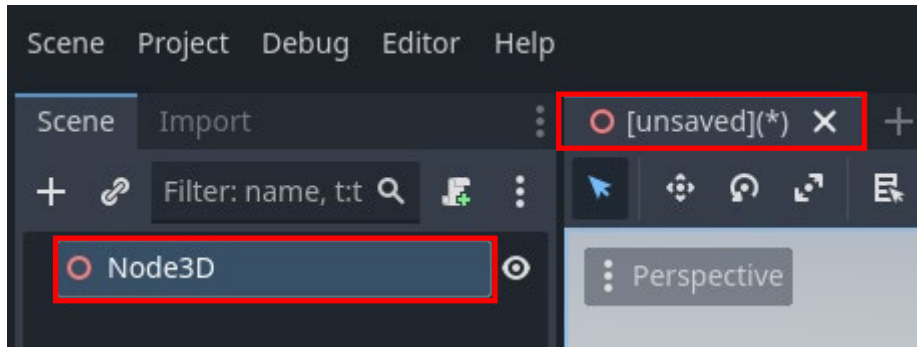 Scene Project Debug Editor Help
Scene Import
[unsaved](*)
Filter: name, t:t
Node3D
Perspective